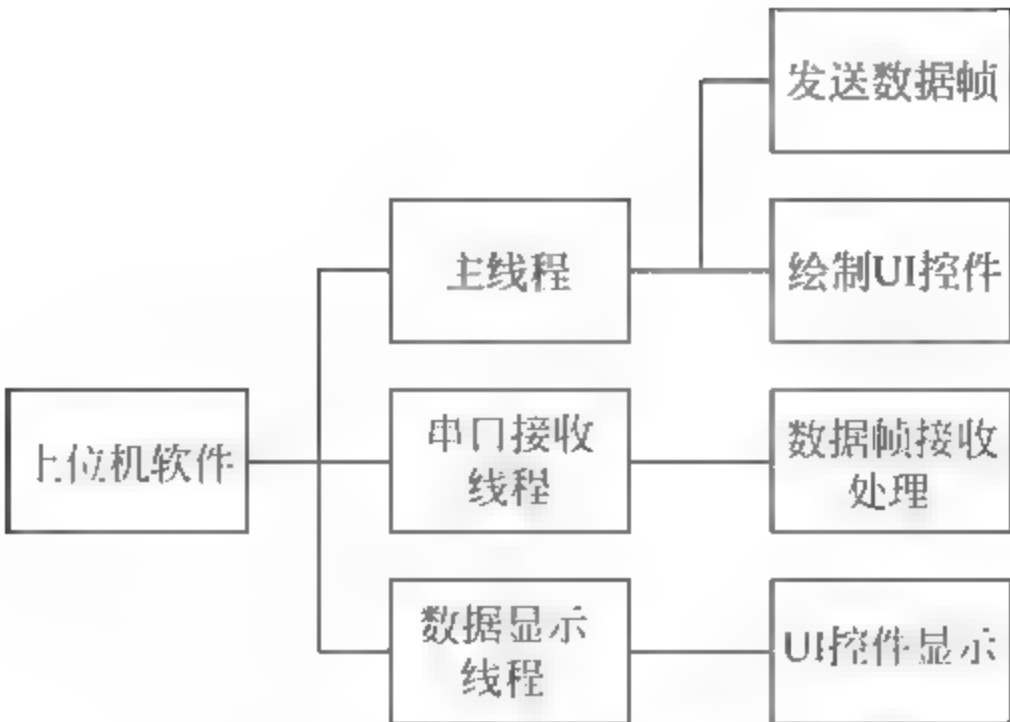 发送数据帧
主线程
绘制UI控件
上位机软件
串口接收
线程
数据帧接收
处理
数据显示
线程
UI控件显示